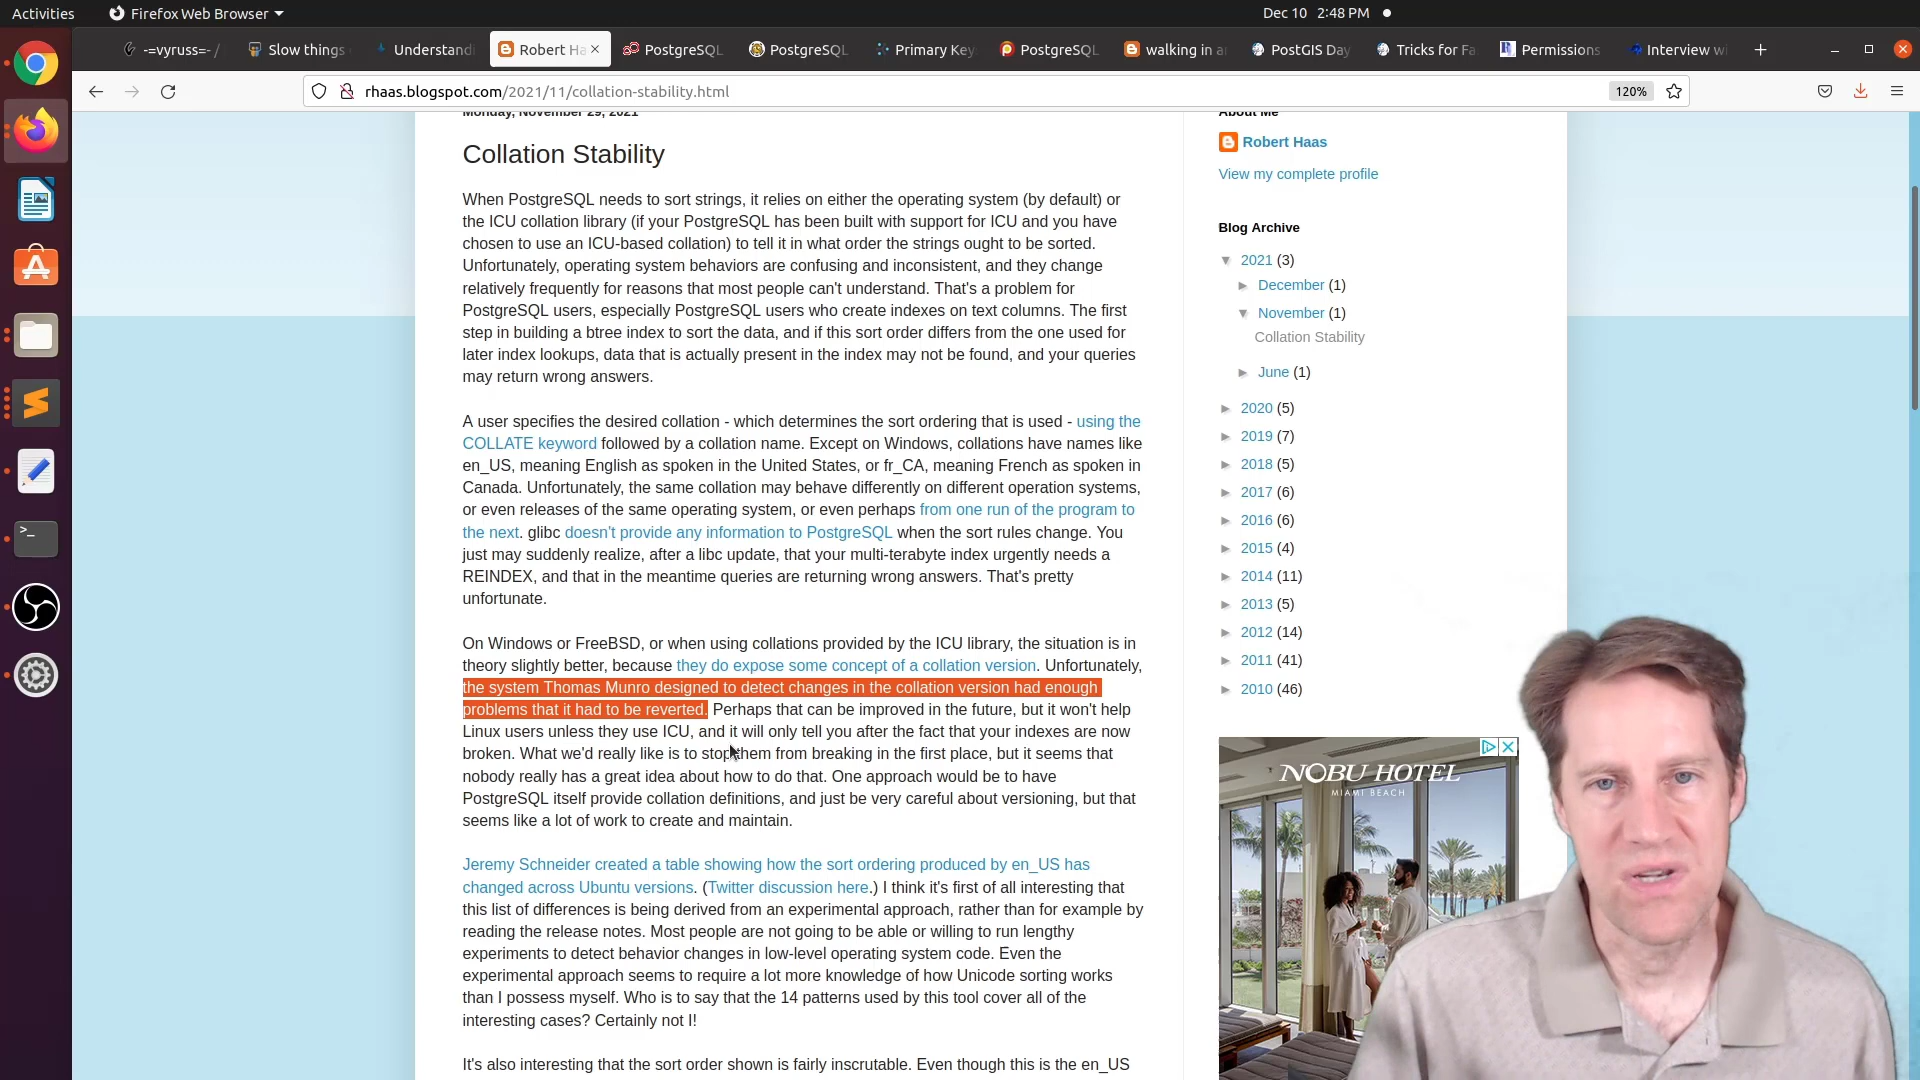 Activities
Firefox Web Browser
Dec 10 2:48 PM
-=vyruss=- /
Slow things
Understandi
Robert Ha
PostgreSQL
PostgreSQL
Primary Key
PostgreSQL
walking in a
PostGIS Day
Tricks for Fa
Permissions
Interview wi
rhaas.blogspot.com/2021/11/collation-stability.html
120%
Monday, November 29, 2021
Collation Stability
When PostgreSQL needs to sort strings, it relies on either the operating system (by default) or
the ICU collation library (if your PostgreSQL has been built with support for ICU and you have
chosen to use an ICU-based collation) to tell it in what order the strings ought to be sorted.
Unfortunately, operating system behaviors are confusing and inconsistent, and they change
relatively frequently for reasons that most people can't understand. That's a problem for
PostgreSQL users, especially PostgreSQL users who create indexes on text columns. The first
step in building a btree index to sort the data, and if this sort order differs from the one used for
later index lookups, data that is actually present in the index may not be found, and your queries
may return wrong answers.
A user specifies the desired collation - which determines the sort ordering that is used - using the
COLLATE keyword followed by a collation name. Except on Windows, collations have names like
en_US, meaning English as spoken in the United States, or fr_CA, meaning French as spoken in
Canada. Unfortunately, the same collation may behave differently on different operation systems,
or even releases of the same operating system, or even perhaps from one run of the program to
the next. glibc doesn't provide any information to PostgreSQL when the sort rules change. You
just may suddenly realize, after a libc update, that your multi-terabyte index urgently needs a
REINDEX, and that in the meantime queries are returning wrong answers. That's pretty
unfortunate.
On Windows or FreeBSD, or when using collations provided by the ICU library, the situation is in
theory slightly better, because they do expose some concept of a collation version. Unfortunately,
the system Thomas Munro designed to detect changes in the collation version had enough
problems that it had to be reverted. Perhaps that can be improved in the future, but it won't help
Linux users unless they use ICU, and it will only tell you after the fact that your indexes are now
broken. What we'd really like is to stop them from breaking in the first place, but it seems that
nobody really has a great idea about how to do that. One approach would be to have
PostgreSQL itself provide collation definitions, and just be very careful about versioning, but that
seems like a lot of work to create and maintain.
Jeremy Schneider created a table showing how the sort ordering produced by en_US has
changed across Ubuntu versions. (Twitter discussion here.) I think it's first of all interesting that
this list of differences is being derived from an experimental approach, rather than for example by
reading the release notes. Most people are not going to be able or willing to run lengthy
experiments to detect behavior changes in low-level operating system code. Even the
experimental approach seems to require a lot more knowledge of how Unicode sorting works
than I possess myself. Who is to say that the 14 patterns used by this tool cover all of the
interesting cases? Certainly not I!
It's also interesting that the sort order shown is fairly inscrutable. Even though this is the en_US
About Me
Robert Haas
View my complete profile
Blog Archive
▼ 2021 (3)
► December (1)
▼ November (1)
Collation Stability
► June (1)
► 2020 (5)
► 2019 (7)
► 2018 (5)
► 2017 (6)
► 2016 (6)
► 2015 (4)
► 2014 (11)
► 2013 (5)
► 2012 (14)
► 2011 (41)
► 2010 (46)
NOBU HOTEL
MIAMI BEACH